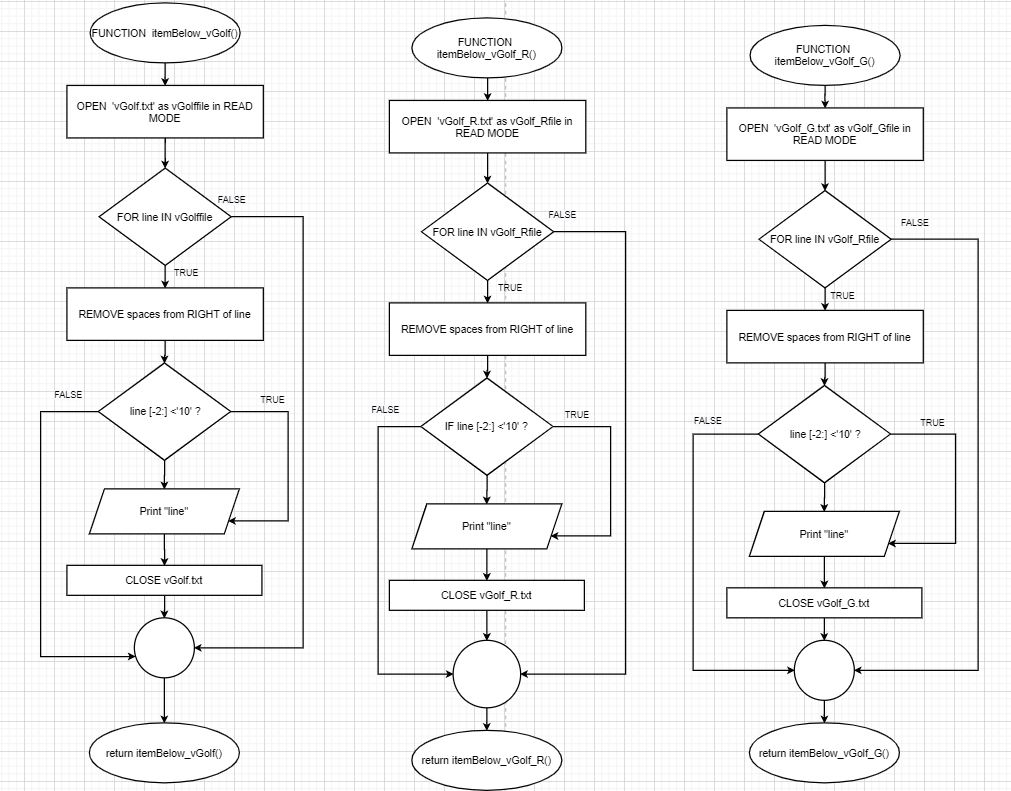 FUNCTION itemBelow_vGolf()
OPEN 'vGolf.txt' as vGolffile in READ
MODE
FOR line IN vGolffile
FALSE
TRUE
REMOVE spaces from RIGHT of line
FALSE
line [-2:] <'10' ?
TRUE
Print "line"
CLOSE vGolf.txt
return itemBelow_vGolf()
FUNCTION
itemBelow_vGolf_R()
OPEN 'vGolf_R.txt' as vGolf_Rfile in
READ MODE
FOR line IN vGolf_Rfile
FALSE
TRUE
REMOVE spaces from RIGHT of line
FALSE
IF line [-2:] <'10' ?
TRUE
Print "line"
CLOSE vGolf_R.txt
return itemBelow_vGolf_R()
FUNCTION
itemBelow_vGolf_G()
OPEN 'vGolf_G.txt' as vGolf_Gfile in
READ MODE
FOR line IN vGolf_Rfile
FALSE
TRUE
REMOVE spaces from RIGHT of line
FALSE
line [-2:] <'10' ?
TRUE
Print "line"
CLOSE vGolf_G.txt
return itemBelow_vGolf_G()